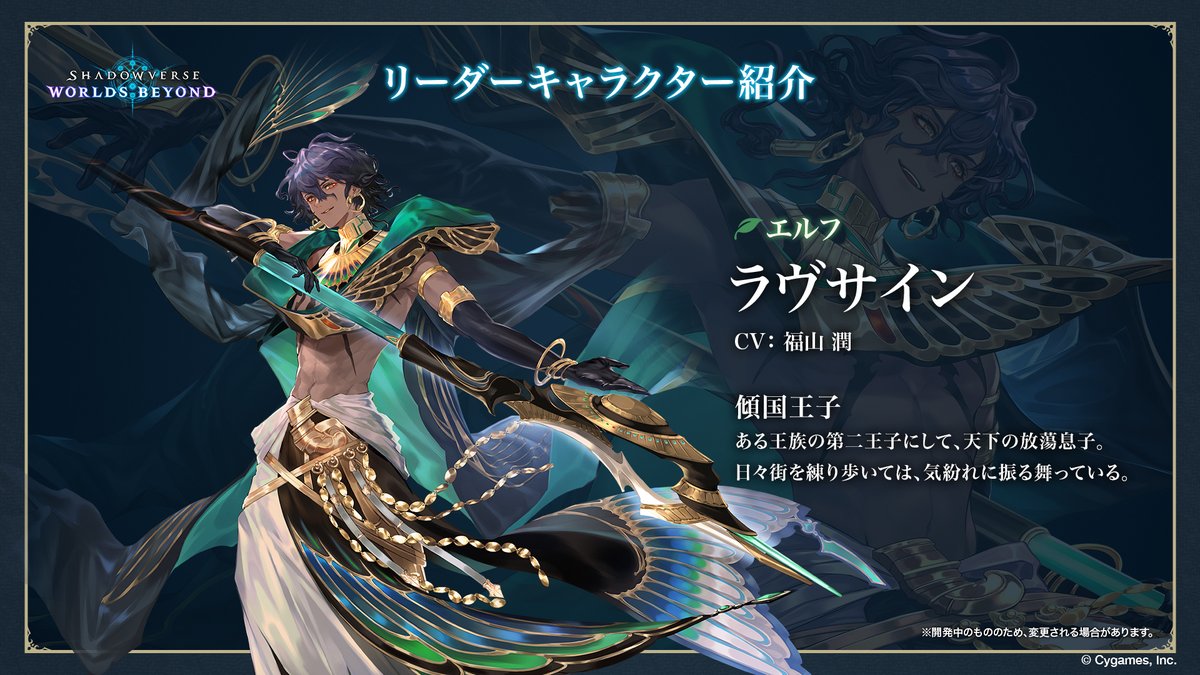 SHADOWVERSE
WORLDS BEYOND
リーダーキャラクター紹介
エルフ
ラヴサイン
CV：福山 潤
傾国王子
ある王族の第二王子にして、天下の放蕩息子。
日々街を練り歩いては、気紛れに振る舞っている。
※開発中のもののため、変更される場合があります。
© Cygames, Inc.